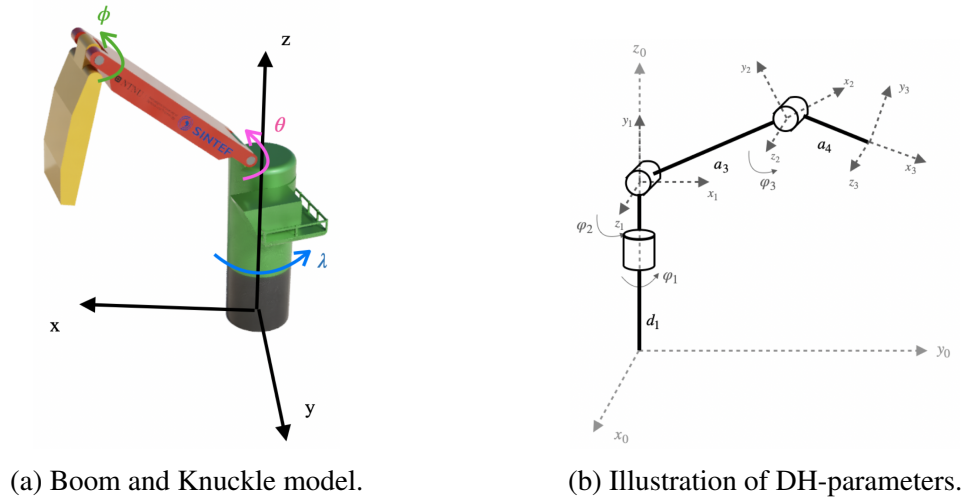 ϕ
z
θ
NTNU
SINTEF
λ
x
y
(a) Boom and Knuckle model.
z₀
y₂
x₂
y₃
y₁
z₂
a₃
a₄
φ₃
z₃
x₃
x₁
z₁
φ₂
φ₁
d₁
y₀
x₀
(b) Illustration of DH-parameters.